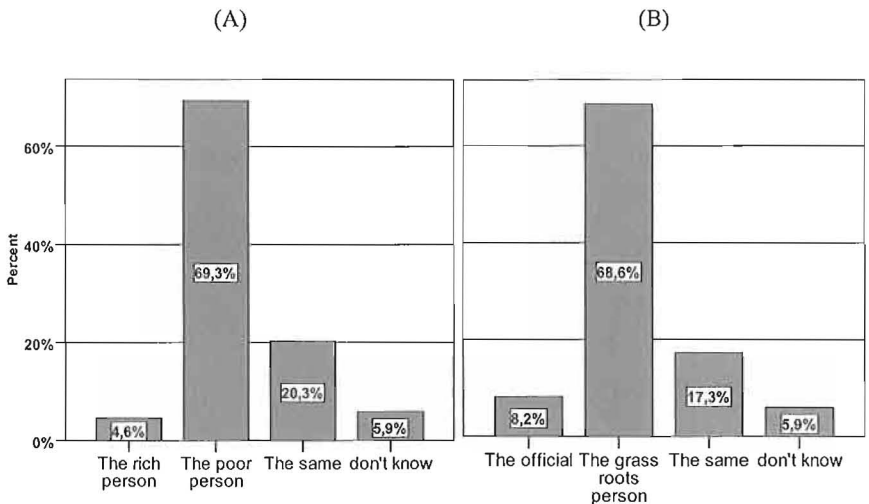 (A) (B)
60%
40%
20%
0%
Percent
69,3%
20,3%
4,6%
5,9%
The rich person
The poor person
The same
don't know
68,6%
17,3%
8,2%
5,9%
The official
The grass roots person
The same
don't know